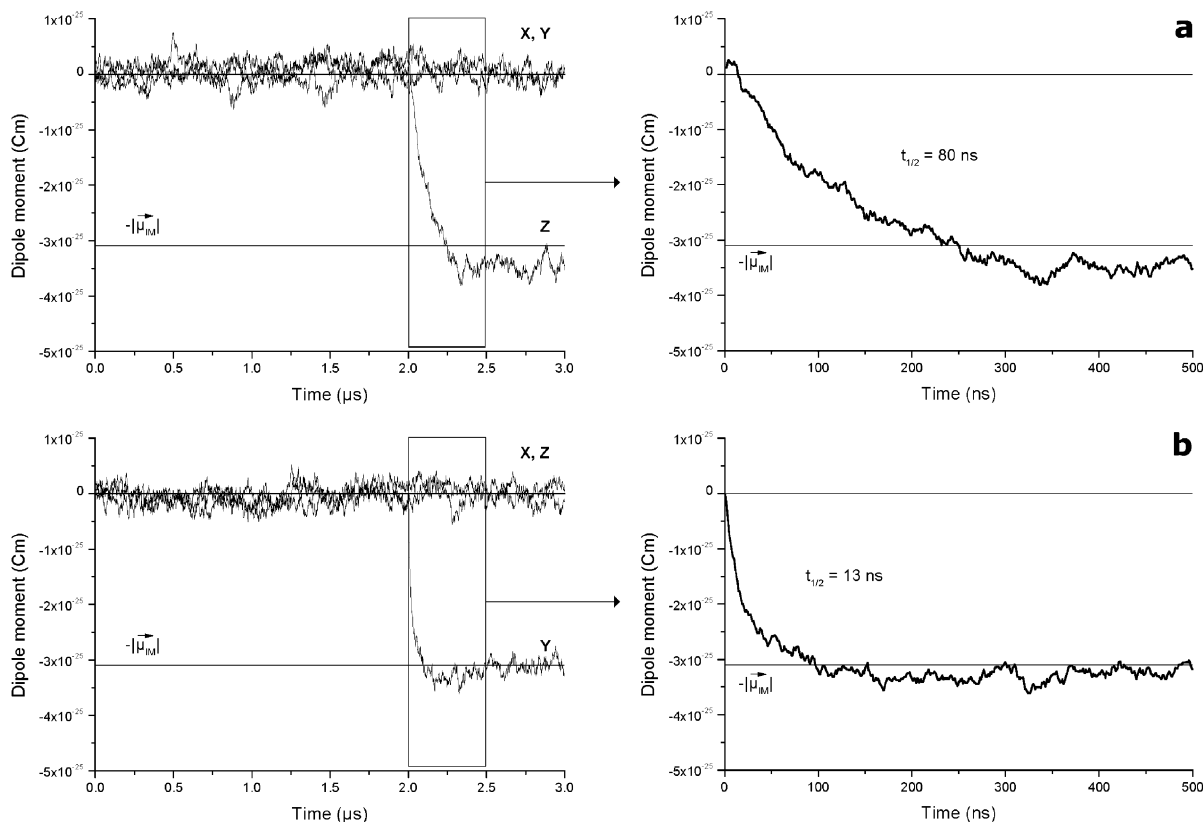 a
X, Y
Z
-|μ⃗_IM|
1x10⁻²⁵
0
-1x10⁻²⁵
-2x10⁻²⁵
-3x10⁻²⁵
-4x10⁻²⁵
-5x10⁻²⁵
Dipole moment (Cm)
0.0 0.5 1.0 1.5 2.0 2.5 3.0
Time (µs)
1x10⁻²⁵
0
-1x10⁻²⁵
-2x10⁻²⁵
-3x10⁻²⁵
-4x10⁻²⁵
-5x10⁻²⁵
Dipole moment (Cm)
t₁/₂ = 80 ns
-|μ⃗_IM|
0 100 200 300 400 500
Time (ns)
b
X, Z
Y
-|μ⃗_IM|
1x10⁻²⁵
0
-1x10⁻²⁵
-2x10⁻²⁵
-3x10⁻²⁵
-4x10⁻²⁵
-5x10⁻²⁵
Dipole moment (Cm)
0.0 0.5 1.0 1.5 2.0 2.5 3.0
Time (µs)
1x10⁻²⁵
0
-1x10⁻²⁵
-2x10⁻²⁵
-3x10⁻²⁵
-4x10⁻²⁵
-5x10⁻²⁵
Dipole moment (Cm)
t₁/₂ = 13 ns
-|μ⃗_IM|
0 100 200 300 400 500
Time (ns)